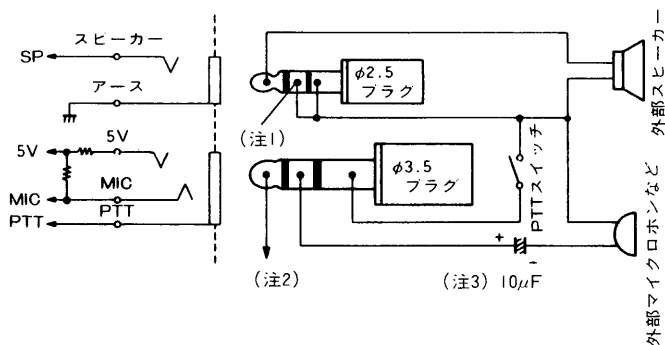 スピーカー
SP
アース
5V
5V
MIC
MIC
PTT
PTT
φ2.5
プラグ
(注1)
φ3.5
プラグ
(注2)
PTTスイッチ
+
-
(注3) 10μF
外部スピーカー
外部マイクロホンなど